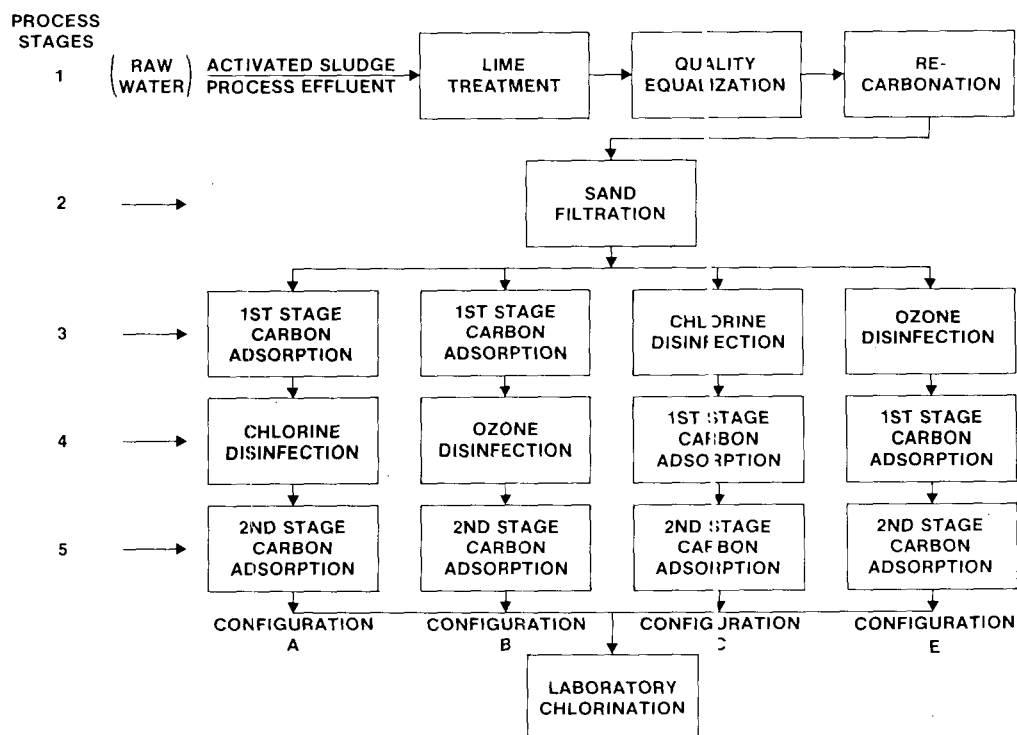 PROCESS
STAGES
1
(RAW
WATER)
ACTIVATED SLUDGE
PROCESS EFFLUENT
LIME
TREATMENT
QUALITY
EQUALIZATION
RE-
CARBONATION
2
SAND
FILTRATION
3
1ST STAGE
CARBON
ADSORPTION
1ST STAGE
CARBON
ADSORPTION
CHLORINE
DISINFECTION
OZONE
DISINFECTION
4
CHLORINE
DISINFECTION
OZONE
DISINFECTION
1ST STAGE
CARBON
ADSORPTION
1ST STAGE
CARBON
ADSORPTION
5
2ND STAGE
CARBON
ADSORPTION
2ND STAGE
CARBON
ADSORPTION
2ND STAGE
CARBON
ADSORPTION
2ND STAGE
CARBON
ADSORPTION
CONFIGURATION
A
CONFIGURATION
B
CONFIGURATION
C
CONFIGURATION
E
LABORATORY
CHLORINATION